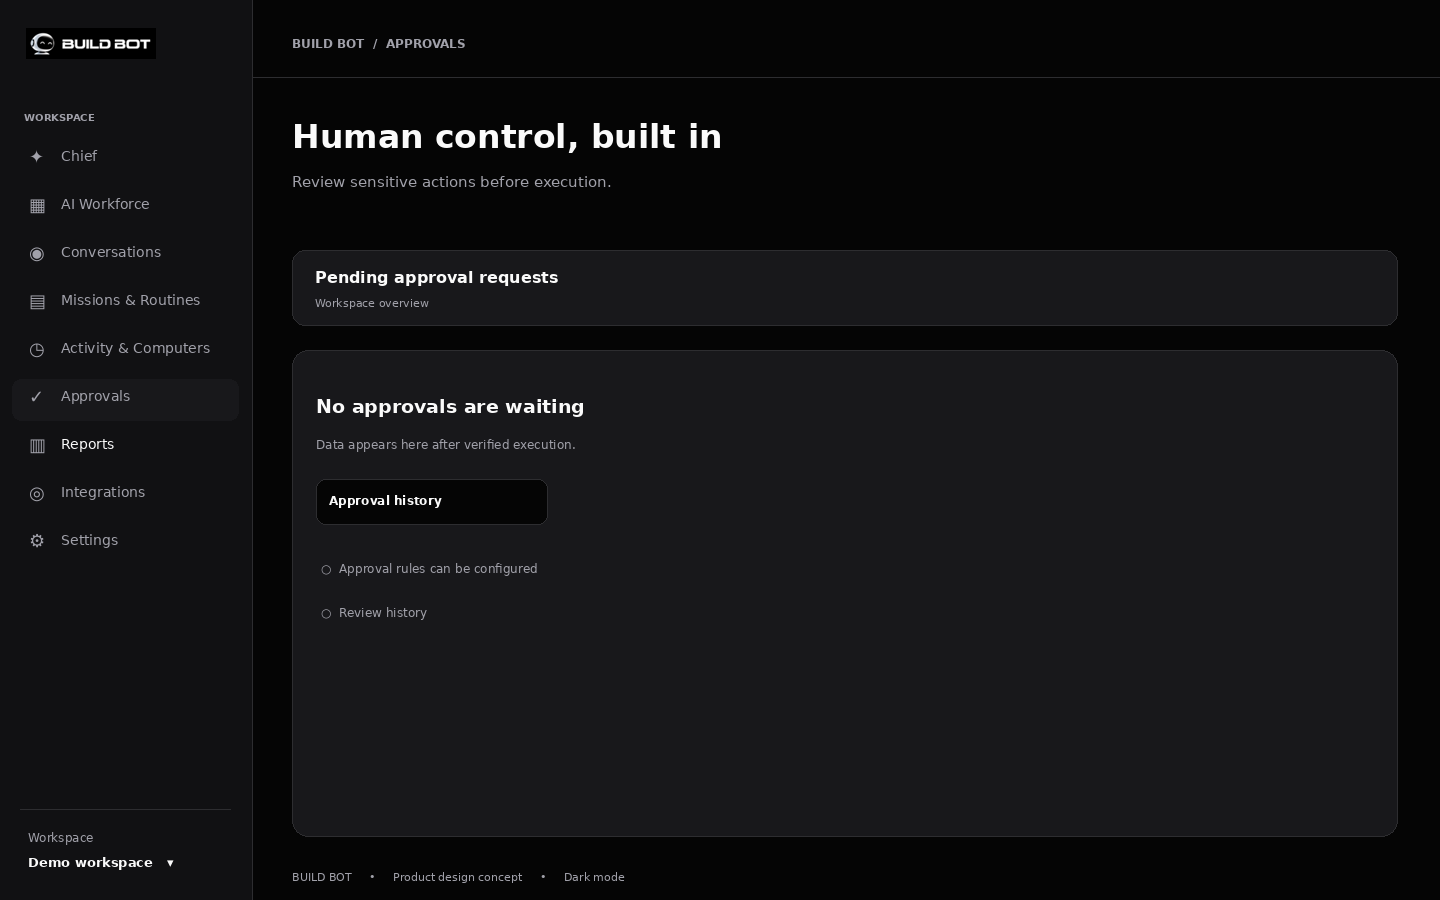 BUILD BOT
WORKSPACE
Chief
AI Workforce
Conversations
Missions & Routines
Activity & Computers
Approvals
Reports
Integrations
Settings
Workspace
Demo workspace
BUILD BOT / APPROVALS
Human control, built in
Review sensitive actions before execution.
Pending approval requests
Workspace overview
No approvals are waiting
Data appears here after verified execution.
Approval history
Approval rules can be configured
Review history
BUILD BOT • Product design concept • Dark mode